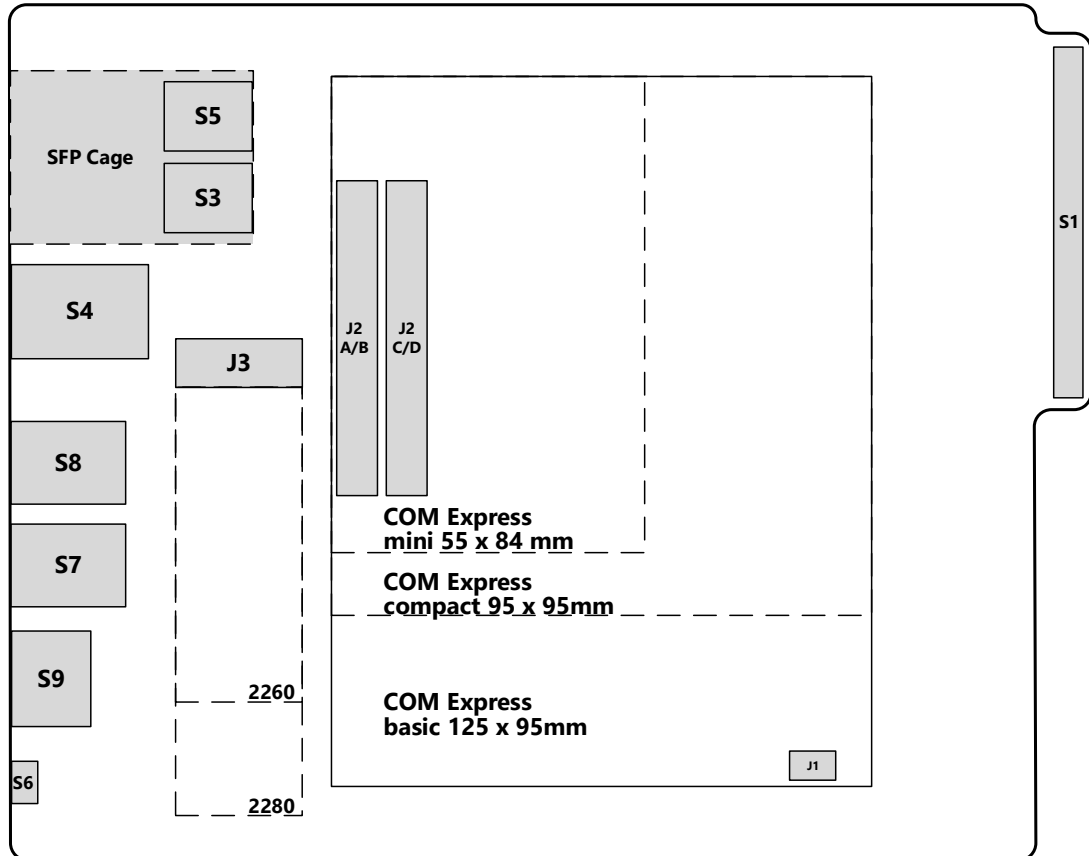 S5
SFP Cage
S3
S1
S4
J2
A/B
J2
C/D
J3
S8
COM Express
mini 55 x 84 mm
S7
COM Express
compact 95 x 95mm
S9
2260
COM Express
basic 125 x 95mm
J1
S6
2280